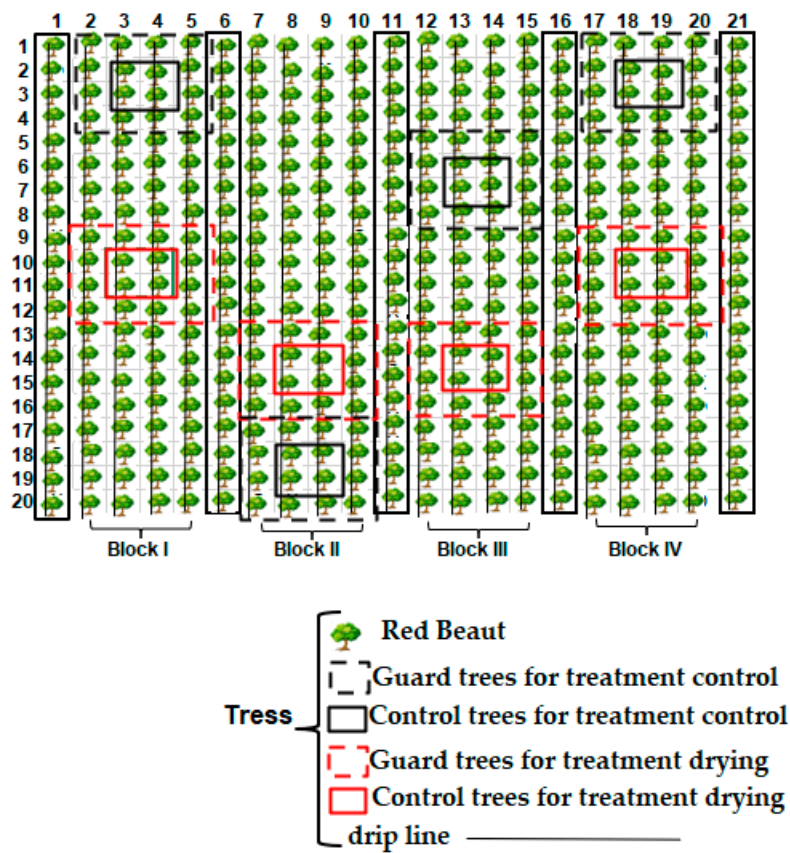 1 2 3 4 5 6 7 8 9 10 11 12 13 14 15 16 17 18 19 20 21
1
2
3
4
5
6
7
8
9
10
11
12
13
14
15
16
17
18
19
20
Block I Block II Block III Block IV
Red Beaut
Guard trees for treatment control
Tress
Control trees for treatment control
Guard trees for treatment drying
Control trees for treatment drying
drip line